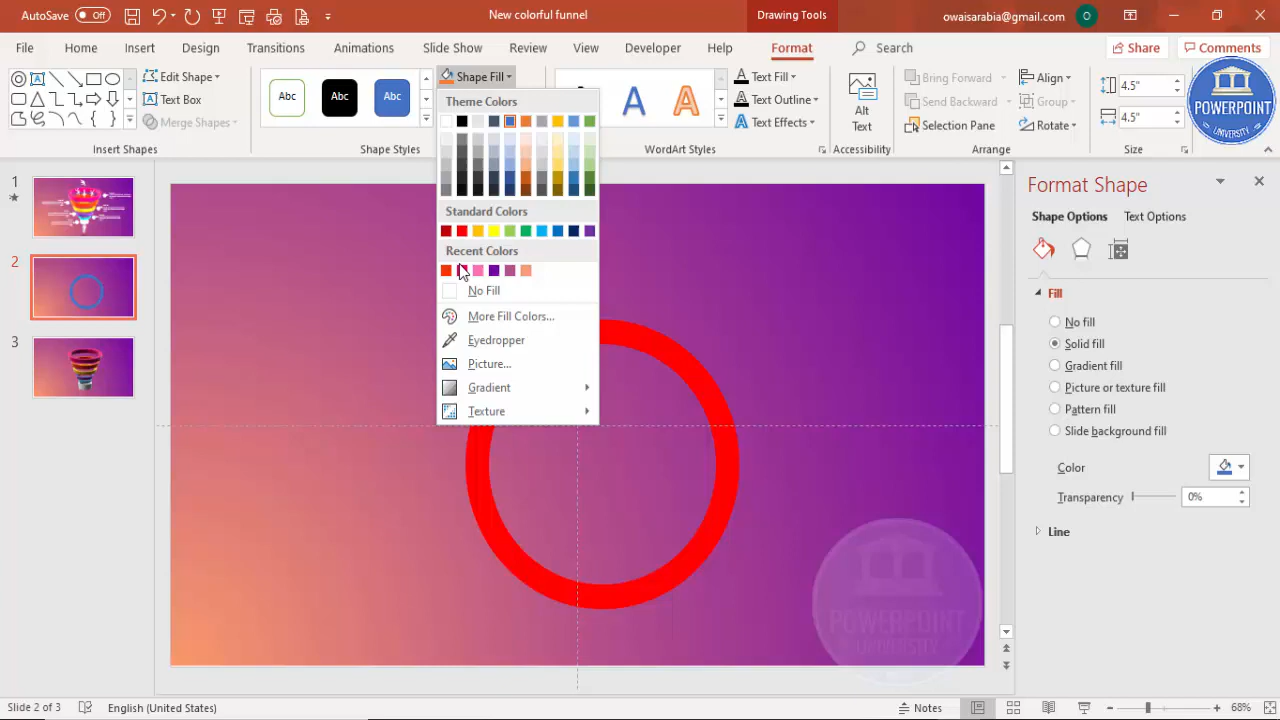 AutoSave Off
New colorful funnel
Drawing Tools
owaisarabia@gmail.com
O
File Home Insert Design Transitions Animations Slide Show Review View Developer Help Format Search
Share Comments
Edit Shape
Text Box
Merge Shapes
Insert Shapes
Abc Abc Abc
Shape Styles
Shape Fill
Theme Colors
Standard Colors
Recent Colors
No Fill
More Fill Colors...
Eyedropper
Picture...
Gradient
Texture
A A
Text Fill
Text Outline
Text Effects
WordArt Styles
Alt
Text
Accessibility
Bring Forward
Send Backward
Selection Pane
Align
Group
Rotate
Arrange
4.5"
4.5"
Size
POWERPOINT
UNIVERSITY
1
2
3
Format Shape
Shape Options Text Options
Fill
No fill
Solid fill
Gradient fill
Picture or texture fill
Pattern fill
Slide background fill
Color
Transparency 0%
Line
POWERPOINT
UNIVERSITY
Slide 2 of 3 English (United States) Notes 68%